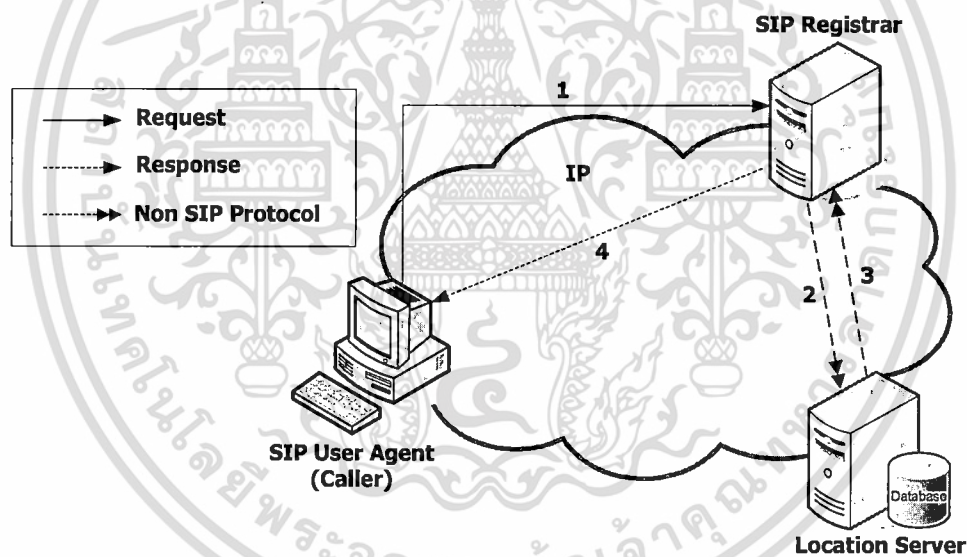 SIP Registrar
1
Request
Response
Non SIP Protocol
IP
4
2
3
SIP User Agent
(Caller)
Database
Location Server